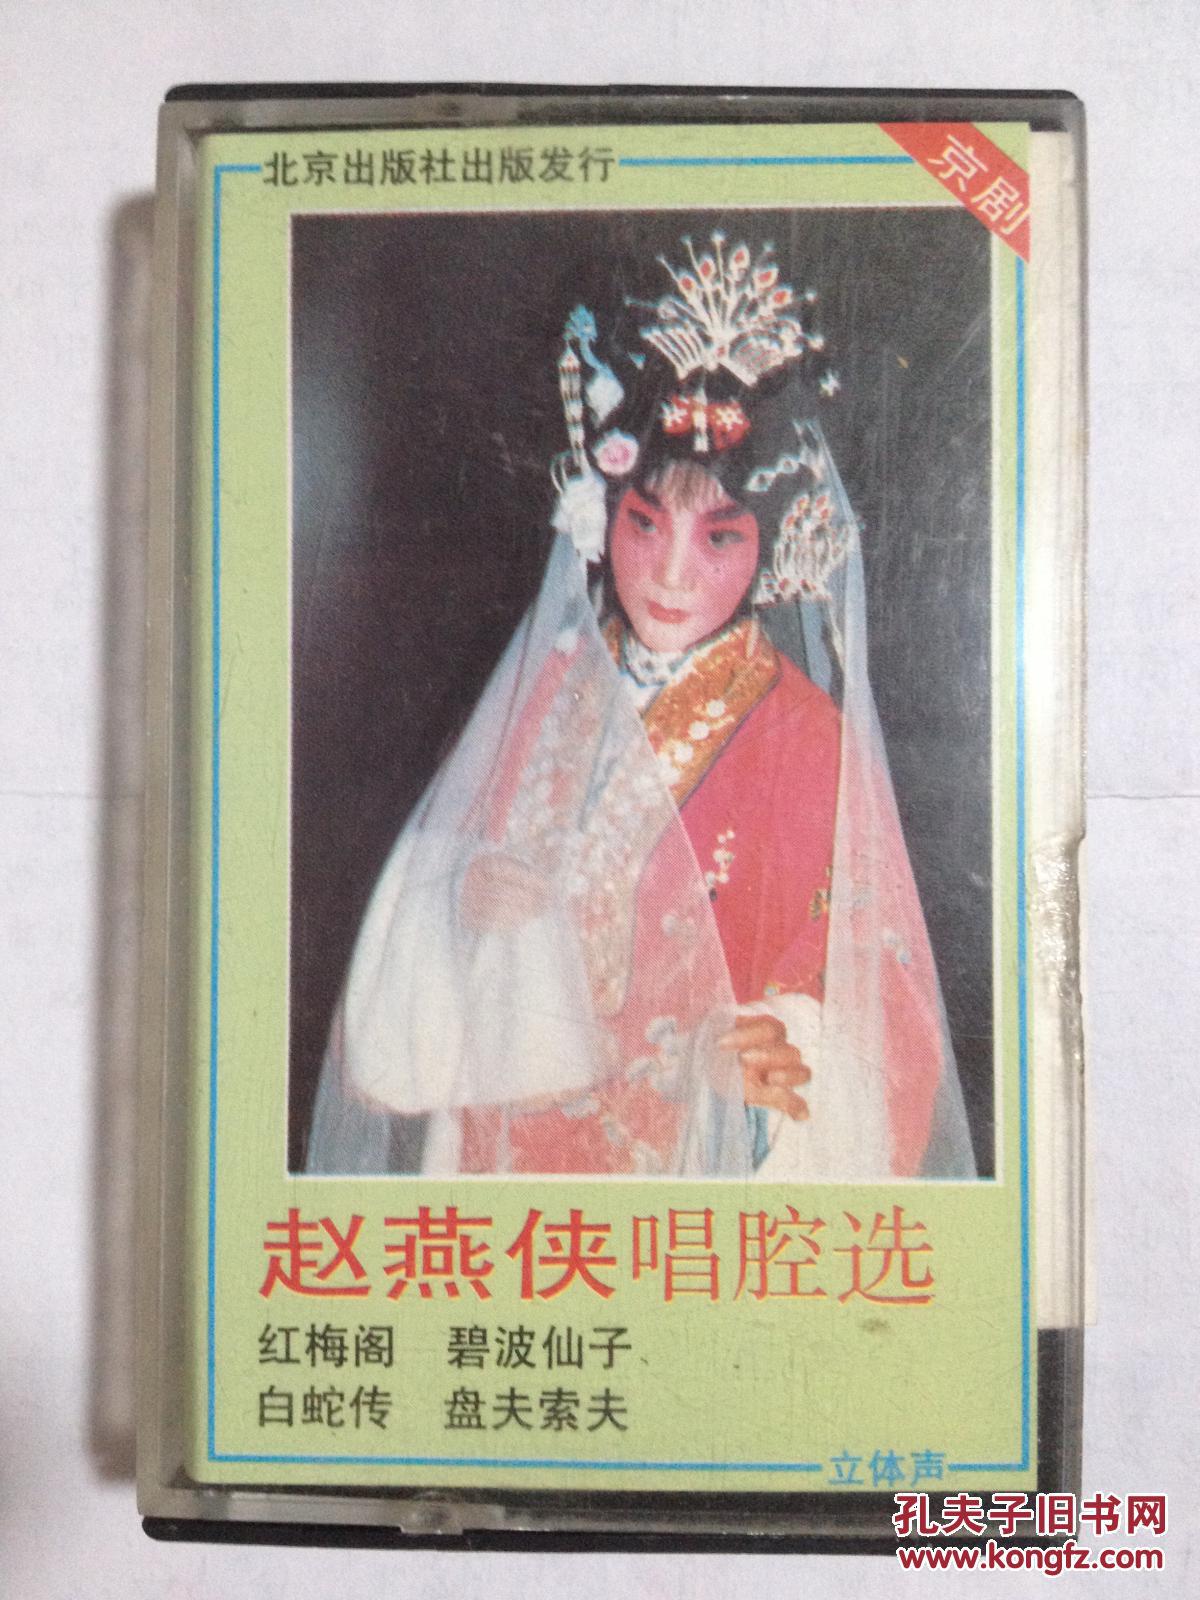 北京出版社出版发行
京剧
赵燕侠唱腔选
红梅阁 碧波仙子
白蛇传 盘夫索夫
立体声
孔夫子旧书网
www.kongfz.com